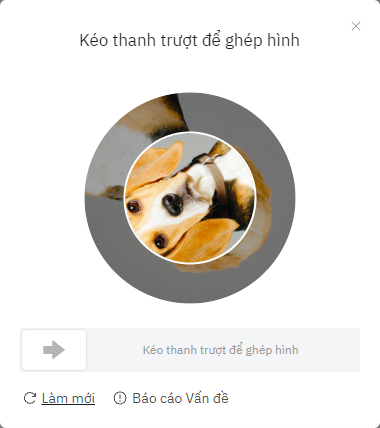 Kéo thanh trượt để ghép hình
Kéo thanh trượt để ghép hình
Làm mới
Báo cáo Vấn đề